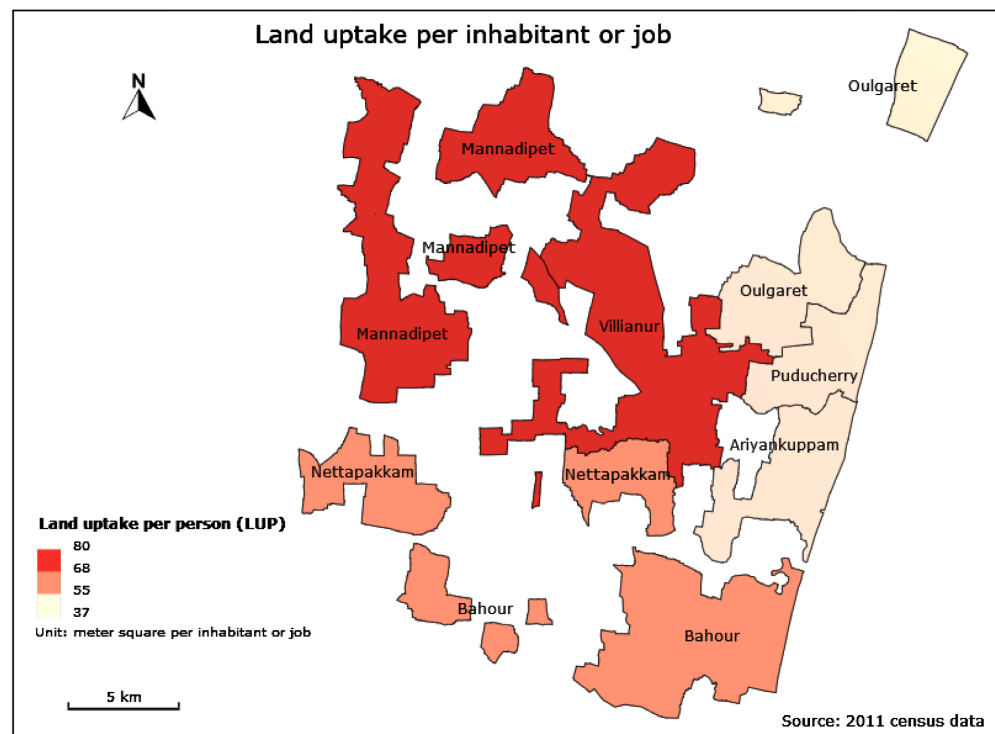 Land uptake per inhabitant or job
N
Oulgaret
Mannadipet
Mannadipet
Oulgaret
Mannadipet
Villianur
Puducherry
Ariyankuppam
Nettapakkam
Nettapakkam
Land uptake per person (LUP)
80
68
55
37
Unit: meter square per inhabitant or job
Bahour
Bahour
5 km
Source: 2011 census data